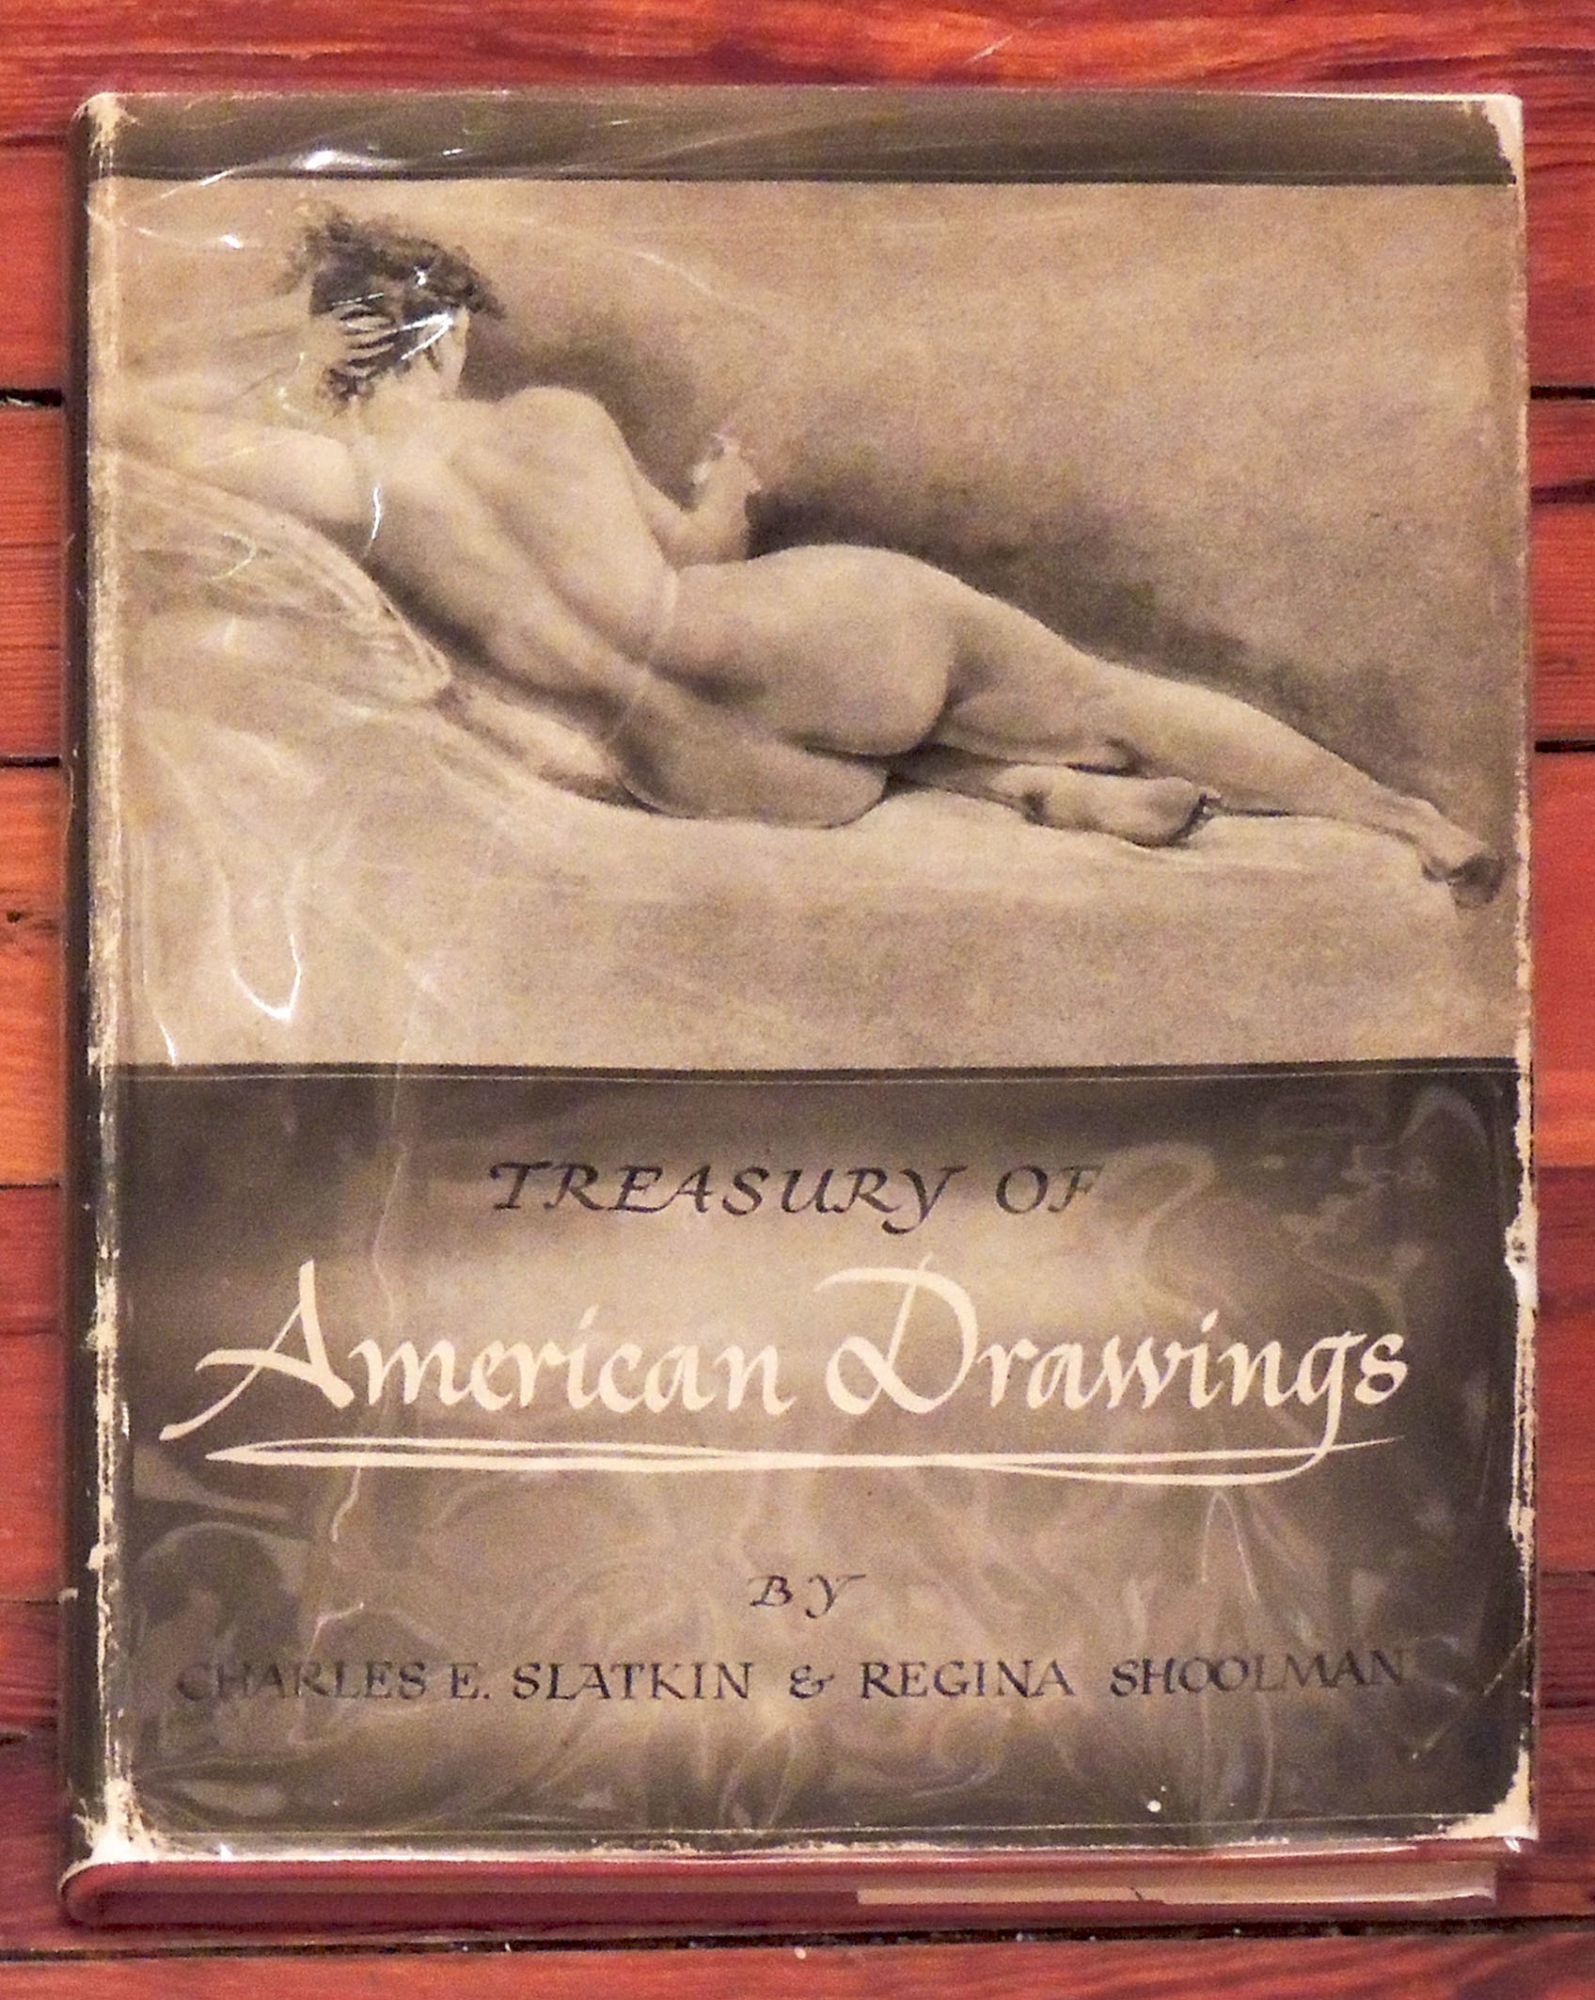 TREASURY OF
American Drawings
BY
CHARLES E. SLATKIN & REGINA SHOOLMAN